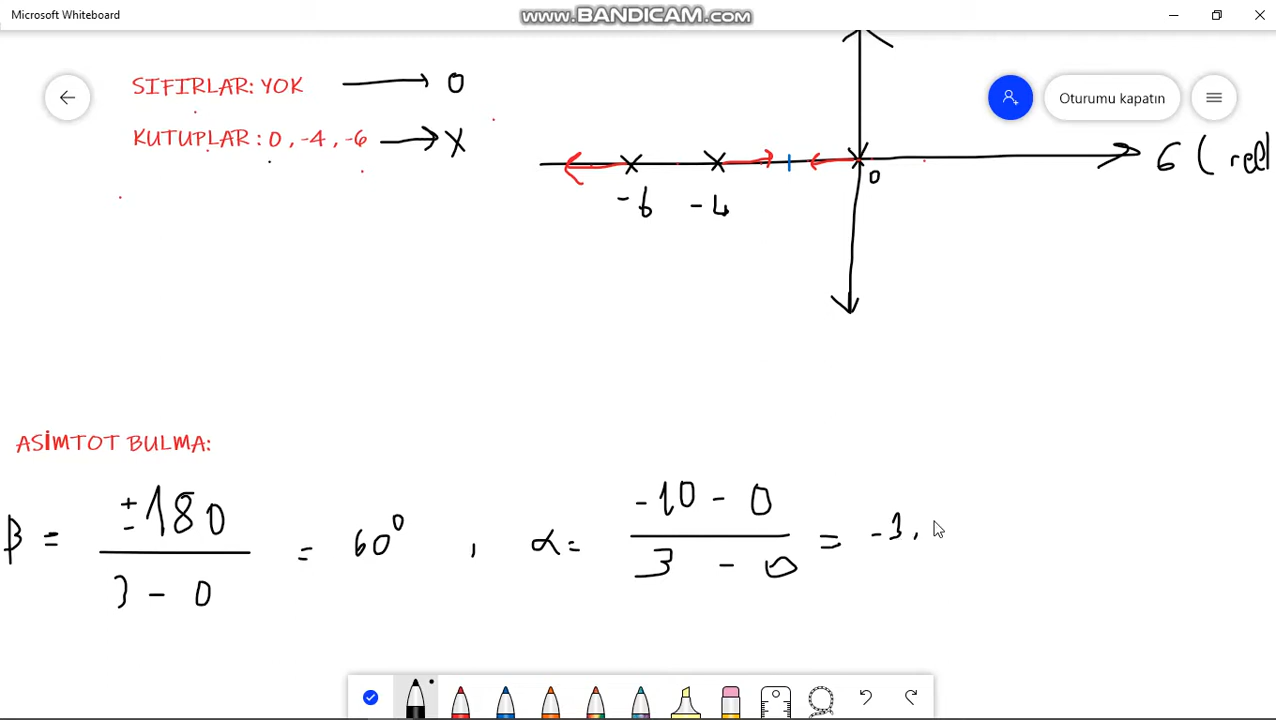 Microsoft Whiteboard
www.BANDICAM.com
SIFIRLAR: YOK → 0
KUTUPLAR : 0, -4, -6 → X
Oturumu kapatın
6 ( reel
0
-6 -4
ASİMTOT BULMA:
β = ±180 / 3 - 0 = 60° , α = -10 - 0 / 3 - 0 = -3,